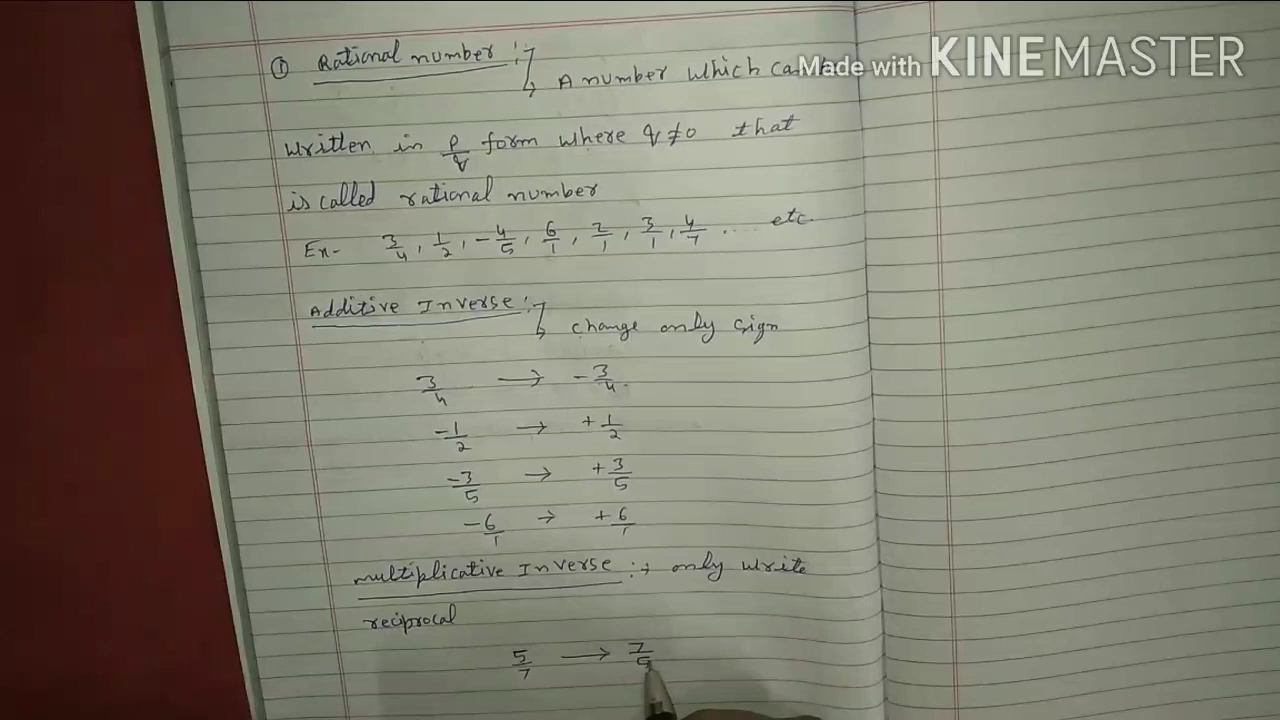 Made with KINEMASTER
① Rational number :→ A number which can be
written in p/q form where q≠0 that
is called rational number
Ex- 3/4, 1/2, -4/5, 6/1, 2/1, 3/1, 4/7 .... etc.
Additive Inverse :→ change only sign
3/4 → -3/4
-1/2 → +1/2
-3/5 → +3/5
-6/1 → +6/1
multiplicative Inverse :→ only write
reciprocal
5/7 → 7/5